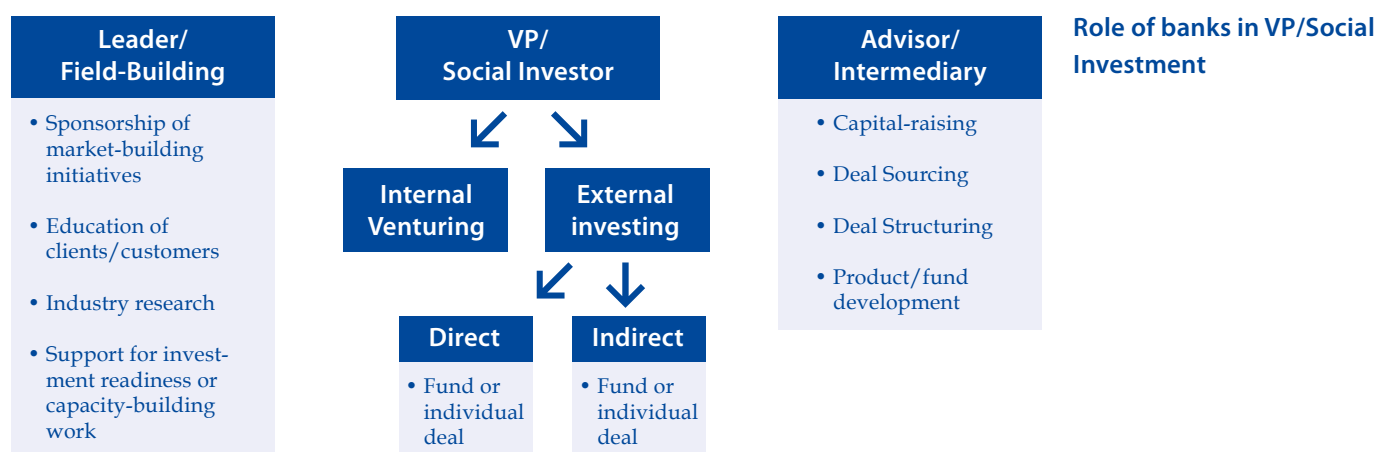 Leader/
Field-Building
• Sponsorship of
market-building
initiatives
• Education of
clients/customers
• Industry research
• Support for invest-
ment readiness or
capacity-building
work
VP/
Social Investor
Internal
Venturing
External
investing
Direct
• Fund or
individual
deal
Indirect
• Fund or
individual
deal
Advisor/
Intermediary
• Capital-raising
• Deal Sourcing
• Deal Structuring
• Product/fund
development
Role of banks in VP/Social
Investment